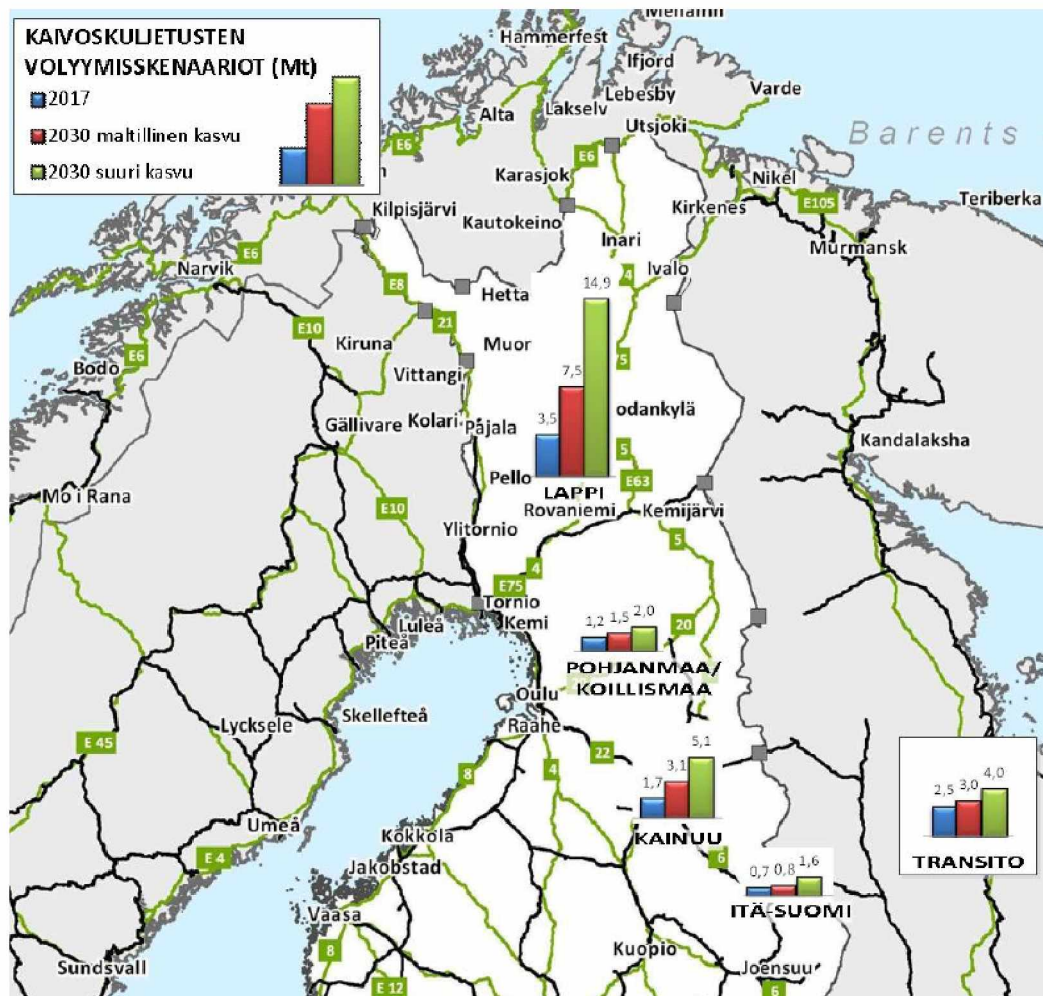 KAIVOSKULJETUSTEN
VOLYYMISSKENAARIOT (Mt)
2017
2030 maltillinen kasvu
2030 suuri kasvu
Hammerfest
Ifjord
Lebesby
Varde
Lakselv
Alta
Utsjoki
Barents
E6
E6
Karasjok
Nikel
Teriberka
Kilpisjärvi
Kautokeino
Kirkenes
E105
Murmansk
E6
Inari
Narvik
4
Ivalo
E8
14,9
Hetta
E10
21
Kiruna
Muor
E6
75
Bodo
Vittangi
7,5
Kolari
odankylä
Gällivare
Pajala
3,5
Kandalaksha
5
Pello
E63
Mo i Rana
LAPPI
E10
Rovaniemi
Kemijärvi
Ylitornio
5
4
E75
Tornio
Luleå
Kemi
1,2
1,5
2,0
20
Piteå
POHJANMAA/
KOILLISMAA
Oulu
Skellefteå
Lycksele
Raahe
E 45
22
5,1
8
4
3,1
1,7
4,0
3,0
2,5
Umeå
Kokkola
KAINUU
E 4
6
TRANSITO
Jakobstad
0,7
0,8
1,6
Vaasa
ITÄ-SUOMI
8
Kuopio
Sundsvall
Joensuu
E 12
6